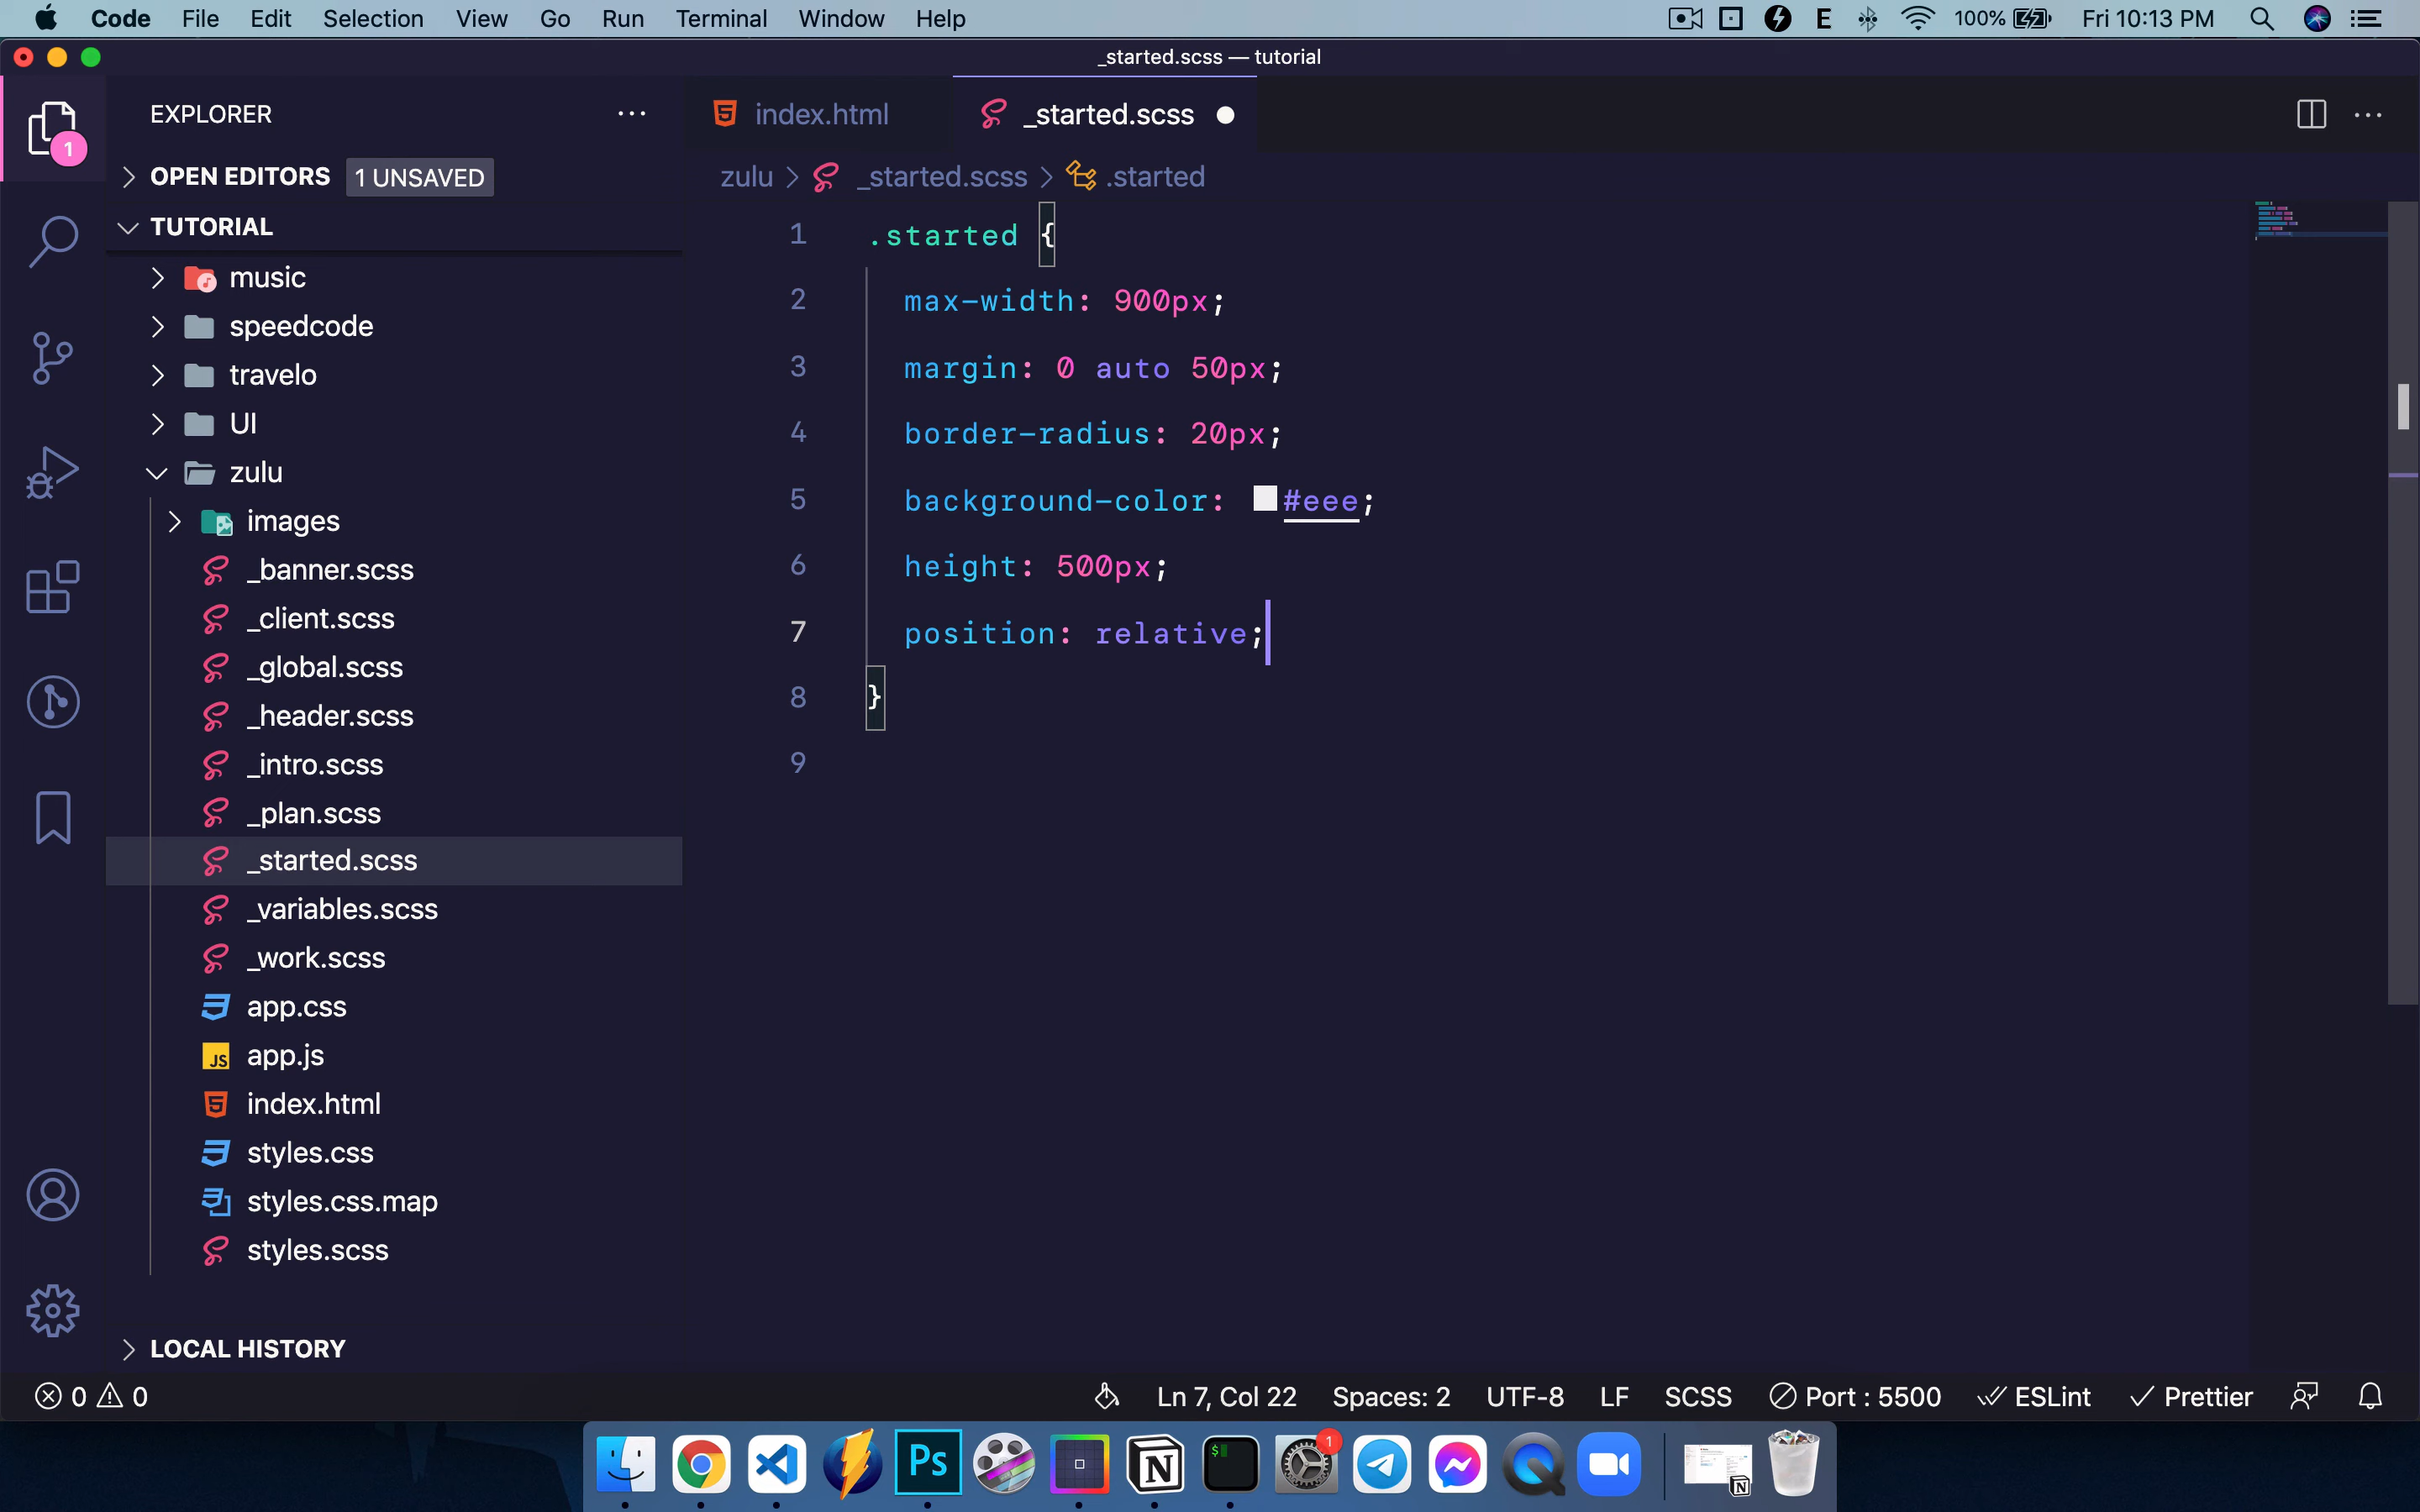 Code File Edit Selection View Go Run Terminal Window Help
E 100% Fri 10:13 PM
_started.scss — tutorial
1
EXPLORER
OPEN EDITORS 1 UNSAVED
TUTORIAL
music
speedcode
travelo
UI
zulu
images
_banner.scss
_client.scss
_global.scss
_header.scss
_intro.scss
_plan.scss
_started.scss
_variables.scss
_work.scss
app.css
JS app.js
index.html
styles.css
styles.css.map
styles.scss
LOCAL HISTORY
index.html _started.scss
zulu > _started.scss > .started
1 .started {
2 max-width: 900px;
3 margin: 0 auto 50px;
4 border-radius: 20px;
5 background-color: #eee;
6 height: 500px;
7 position: relative;
8 }
9
0 0
Ln 7, Col 22 Spaces: 2 UTF-8 LF SCSS Port : 5500 ESLint Prettier
Ps
N
$
1
N